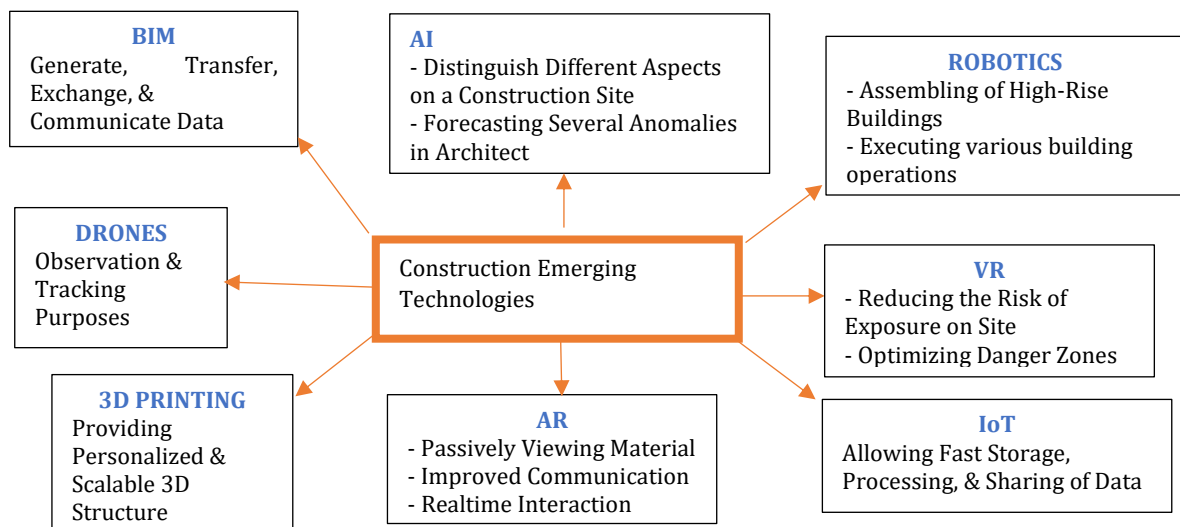 BIM
Generate, Transfer,
Exchange, &
Communicate Data
AI
- Distinguish Different Aspects
on a Construction Site
- Forecasting Several Anomalies
in Architect
ROBOTICS
- Assembling of High-Rise
Buildings
- Executing various building
operations
DRONES
Observation &
Tracking
Purposes
Construction Emerging
Technologies
VR
- Reducing the Risk of
Exposure on Site
- Optimizing Danger Zones
3D PRINTING
Providing
Personalized &
Scalable 3D
Structure
AR
- Passively Viewing Material
- Improved Communication
- Realtime Interaction
IoT
Allowing Fast Storage,
Processing, & Sharing of Data